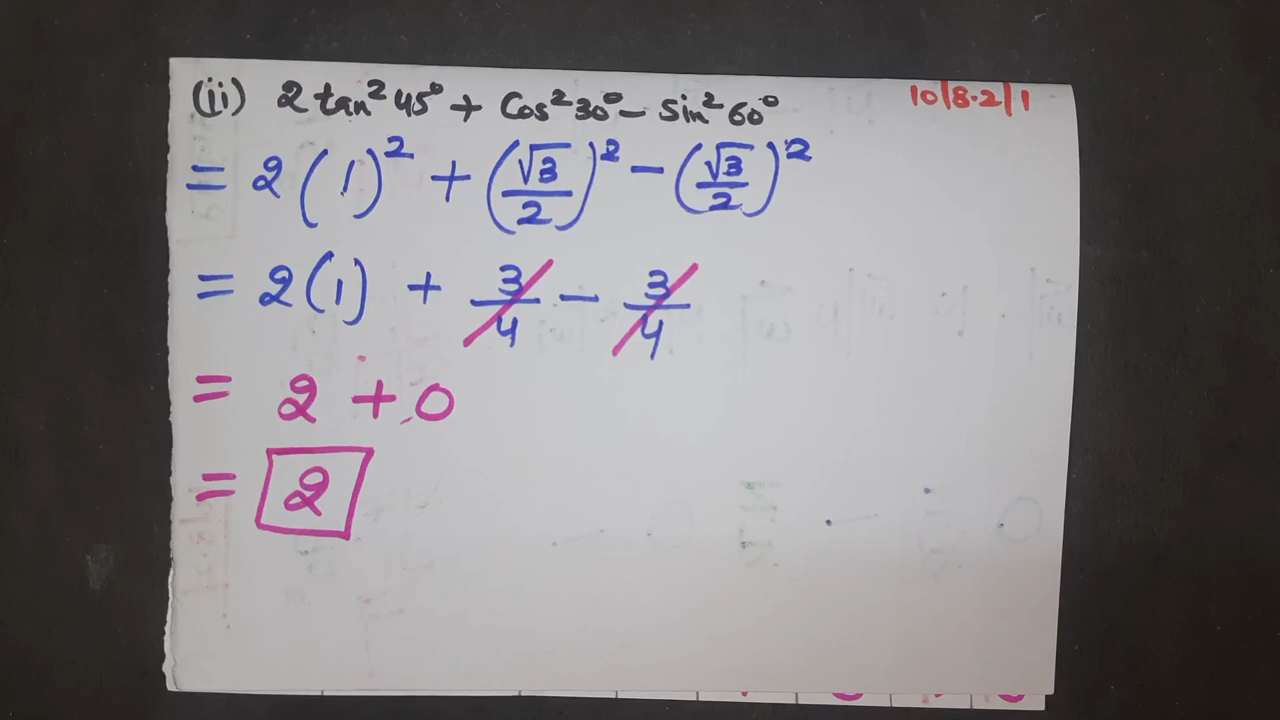 (ii) 2 tan² 45° + Cos² 30° – Sin² 60° 10/8.2/1
= 2 (1)² + (√3/2)² – (√3/2)²
= 2(1) + 3/4 – 3/4
= 2 + 0
= 2